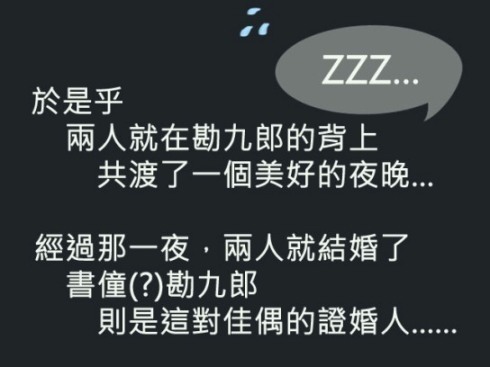 ZZZ...
於是乎
兩人就在勘九郎的背上
共渡了一個美好的夜晚...
經過那一夜，兩人就結婚了
書僮(?)勘九郎
則是這對佳偶的證婚人......